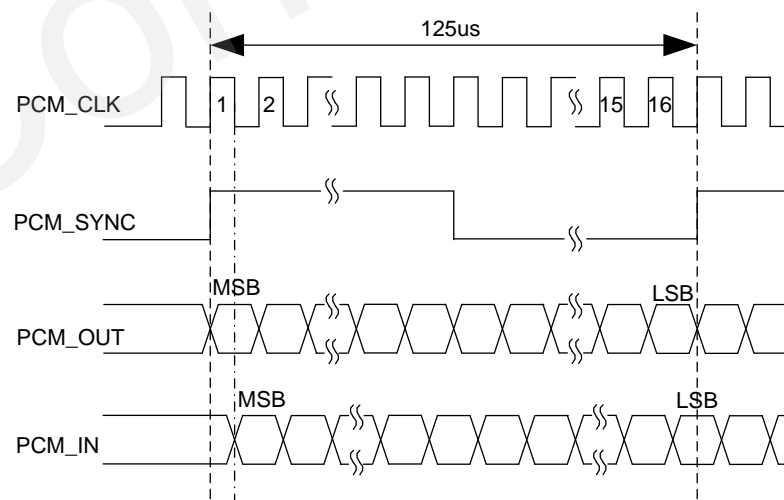 125us
PCM_CLK 1 2 15 16
PCM_SYNC
MSB LSB
PCM_OUT
MSB LSB
PCM_IN